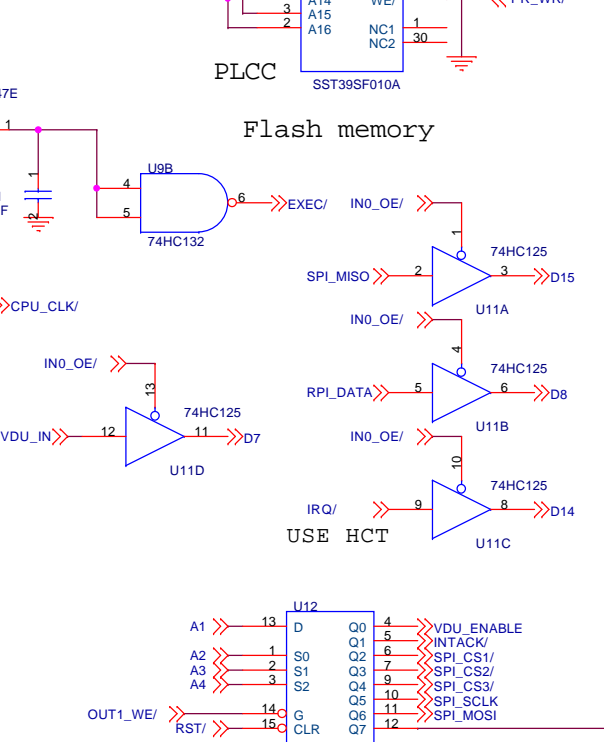 A14 WE/ PR_WR/
3 A15
2 A16 NC1 1
NC2 30
PLCC
SST39SF010A
47E
Flash memory
1
U9B
1
4
6 EXEC/
IN0_OE/
F
2
5
74HC132
1
74HC125
SPI_MISO 2 3 D15
CPU_CLK/
U11A
IN0_OE/
IN0_OE/
4
74HC125
13
RPI_DATA 5 6 D8
74HC125
U11B
VDU_IN 12 11 D7
IN0_OE/
U11D
10
74HC125
IRQ/ 9 8 D14
USE HCT
U11C
U12
A1 13 D Q0 4 VDU_ENABLE
Q1 5 INTACK/
A2 1 S0 Q2 6 SPI_CS1/
A3 2 S1 Q3 7 SPI_CS2/
A4 3 S2 Q4 9 SPI_CS3/
Q5 10 SPI_SCLK
OUT1_WE/ 14 G Q6 11 SPI_MOSI
RST/ 15 CLR Q7 12